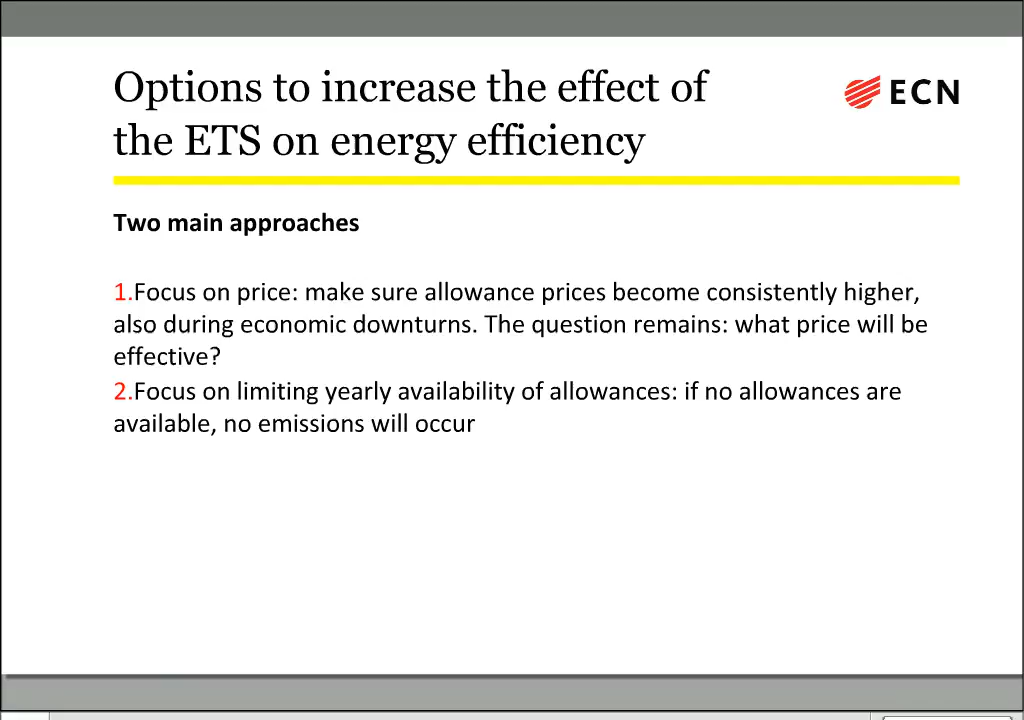 Options to increase the effect of
the ETS on energy efficiency
ECN
Two main approaches
1.Focus on price: make sure allowance prices become consistently higher,
also during economic downturns. The question remains: what price will be
effective?
2.Focus on limiting yearly availability of allowances: if no allowances are
available, no emissions will occur